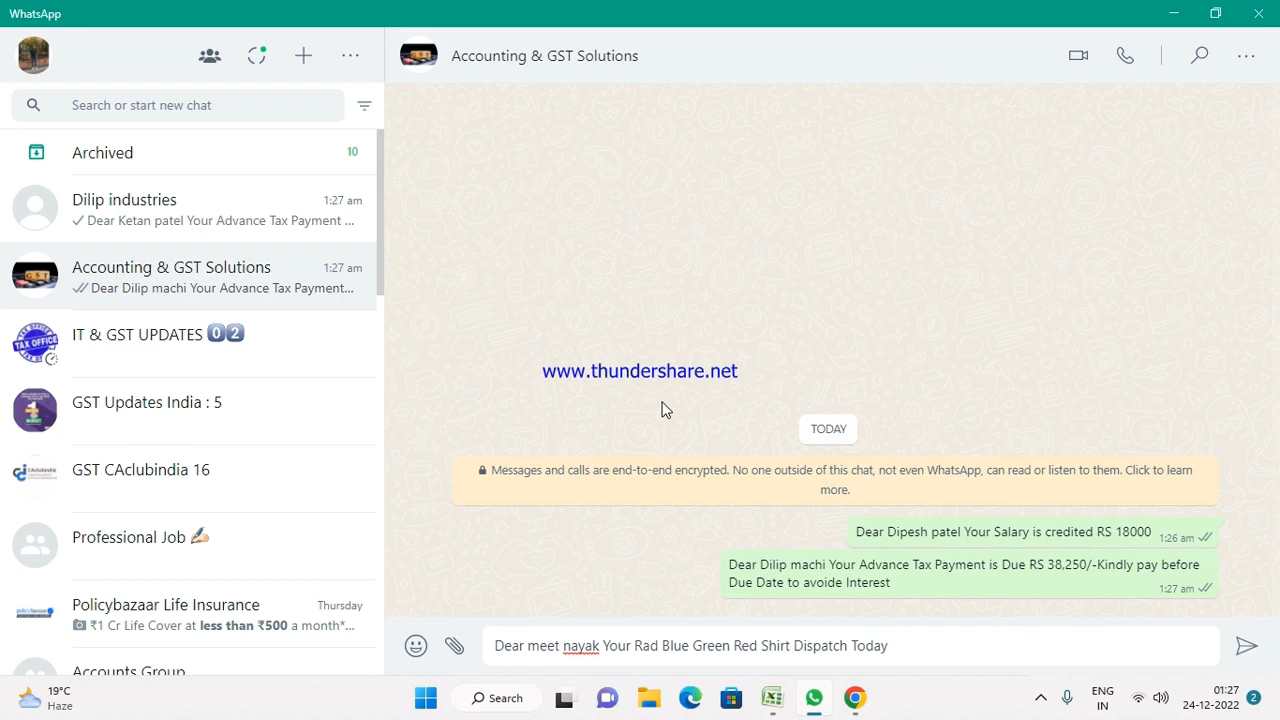 WhatsApp
Accounting & GST Solutions
Search or start new chat
Archived
10
Dilip industries
1:27 am
Dear Ketan patel Your Advance Tax Payment ...
Accounting & GST Solutions
1:27 am
Dear Dilip machi Your Advance Tax Payment...
IT & GST UPDATES 0 2
GST Updates India : 5
GST CAclubindia 16
Professional Job
Policybazaar Life Insurance
Thursday
₹1 Cr Life Cover at less than ₹500 a month*...
Accounts Group
www.thundershare.net
TODAY
Messages and calls are end-to-end encrypted. No one outside of this chat, not even WhatsApp, can read or listen to them. Click to learn
more.
Dear Dipesh patel Your Salary is credited RS 18000
1:26 am
Dear Dilip machi Your Advance Tax Payment is Due RS 38,250/-Kindly pay before
Due Date to avoide Interest
1:27 am
Dear meet nayak Your Rad Blue Green Red Shirt Dispatch Today
19°C
Haze
Search
ENG
IN
01:27
24-12-2022
2